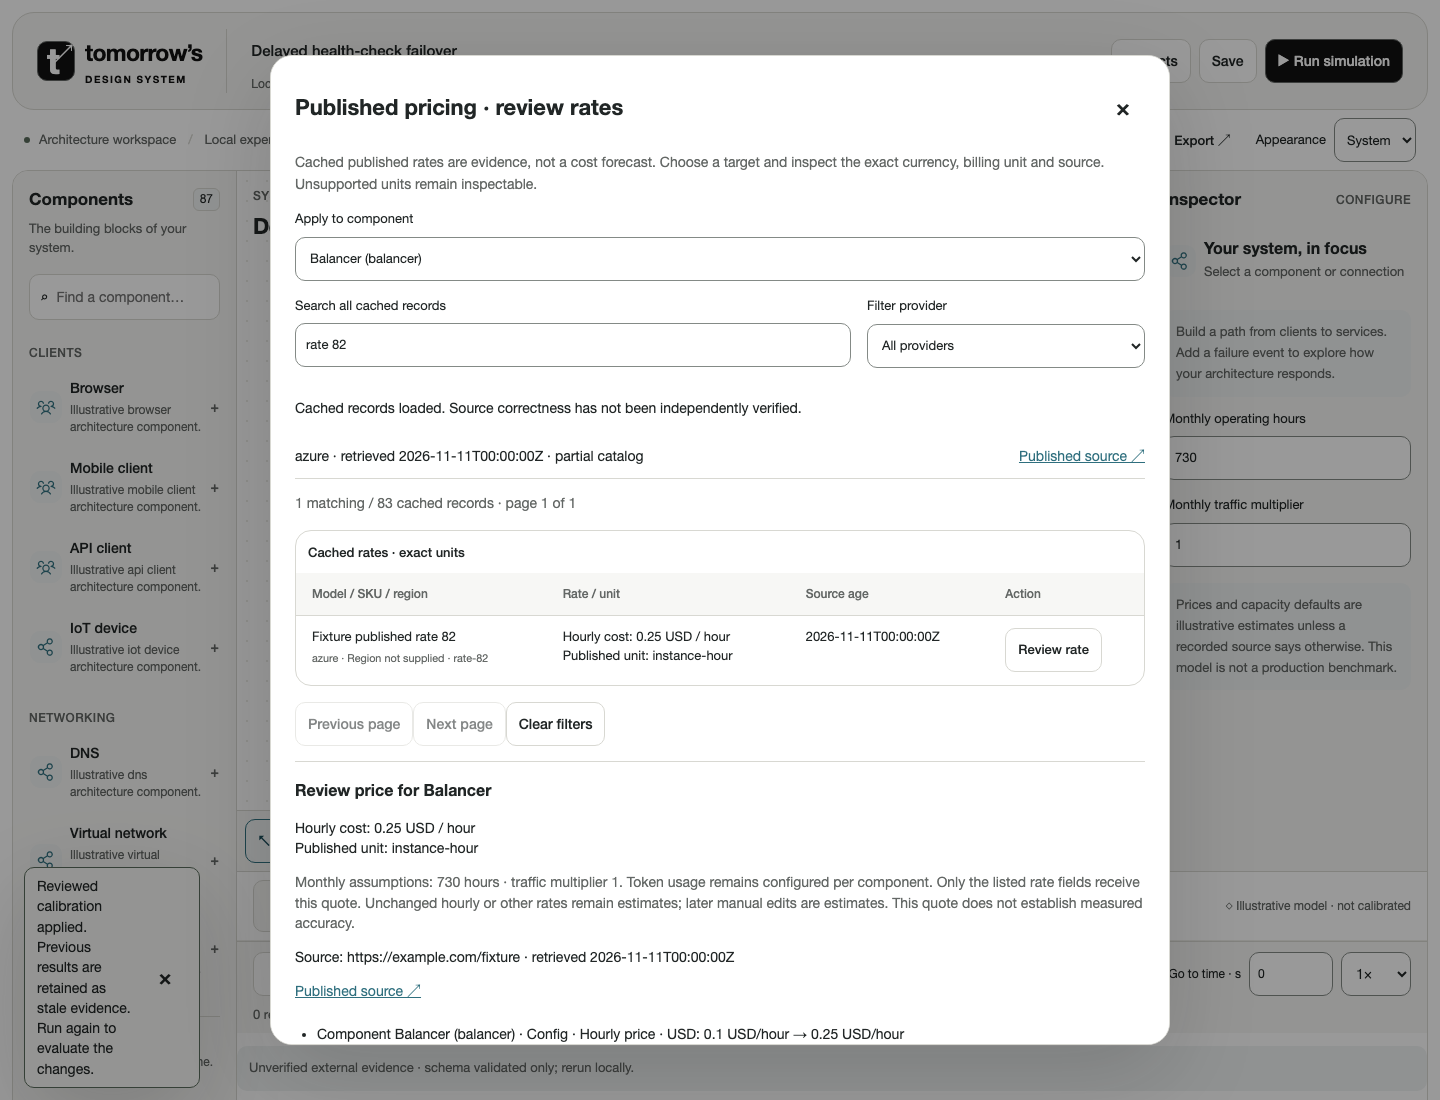 tomorrow's
DESIGN SYSTEM
Delayed health-check failover
Save
▶ Run simulation
Architecture workspace / Local exper
Export ↗
Appearance
System
Components
87
The building blocks of your
system.
Find a component…
CLIENTS
Browser
Illustrative browser
architecture component.
+
Mobile client
Illustrative mobile client
architecture component.
+
API client
Illustrative api client
architecture component.
+
IoT device
Illustrative iot device
architecture component.
+
NETWORKING
DNS
Illustrative dns
architecture component.
+
Virtual network
Illustrative virtual
+
+
Reviewed
calibration
applied.
Previous
results are
retained as
stale evidence.
Run again to
evaluate the
changes.
×
Published pricing · review rates
×
Cached published rates are evidence, not a cost forecast. Choose a target and inspect the exact currency, billing unit and source.
Unsupported units remain inspectable.
Apply to component
Balancer (balancer)
Search all cached records
Filter provider
rate 82
All providers
Cached records loaded. Source correctness has not been independently verified.
azure · retrieved 2026-11-11T00:00:00Z · partial catalog
Published source ↗
1 matching / 83 cached records · page 1 of 1
Cached rates · exact units
Model / SKU / region
Rate / unit
Source age
Action
Fixture published rate 82
azure · Region not supplied · rate-82
Hourly cost: 0.25 USD / hour
Published unit: instance-hour
2026-11-11T00:00:00Z
Review rate
Previous page
Next page
Clear filters
Review price for Balancer
Hourly cost: 0.25 USD / hour
Published unit: instance-hour
Monthly assumptions: 730 hours · traffic multiplier 1. Token usage remains configured per component. Only the listed rate fields receive
this quote. Unchanged hourly or other rates remain estimates; later manual edits are estimates. This quote does not establish measured
accuracy.
Source: https://example.com/fixture · retrieved 2026-11-11T00:00:00Z
Published source ↗
• Component Balancer (balancer) · Config · Hourly price · USD: 0.1 USD/hour → 0.25 USD/hour
nspector
CONFIGURE
Your system, in focus
Select a component or connection
Build a path from clients to services.
Add a failure event to explore how
your architecture responds.
Monthly operating hours
730
Monthly traffic multiplier
1
Prices and capacity defaults are
illustrative estimates unless a
recorded source says otherwise. This
model is not a production benchmark.
◇ Illustrative model · not calibrated
Go to time · s
0
1×
Unverified external evidence · schema validated only; rerun locally.